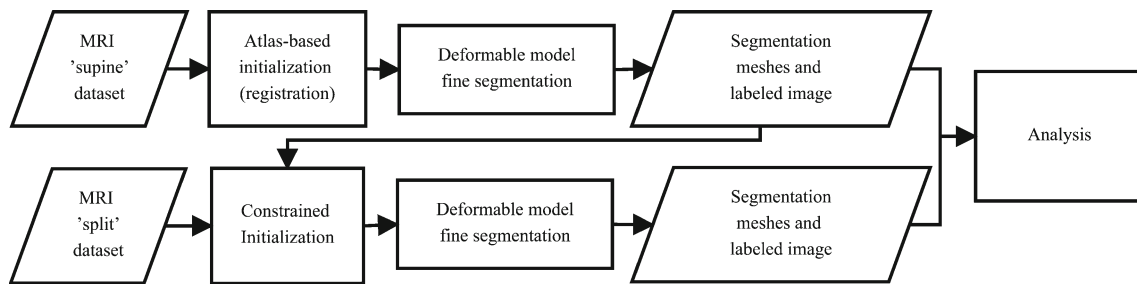 MRI
'supine'
dataset
Atlas-based
initialization
(registration)
Deformable model
fine segmentation
Segmentation
meshes and
labeled image
Analysis
MRI
'split'
dataset
Constrained
Initialization
Deformable model
fine segmentation
Segmentation
meshes and
labeled image